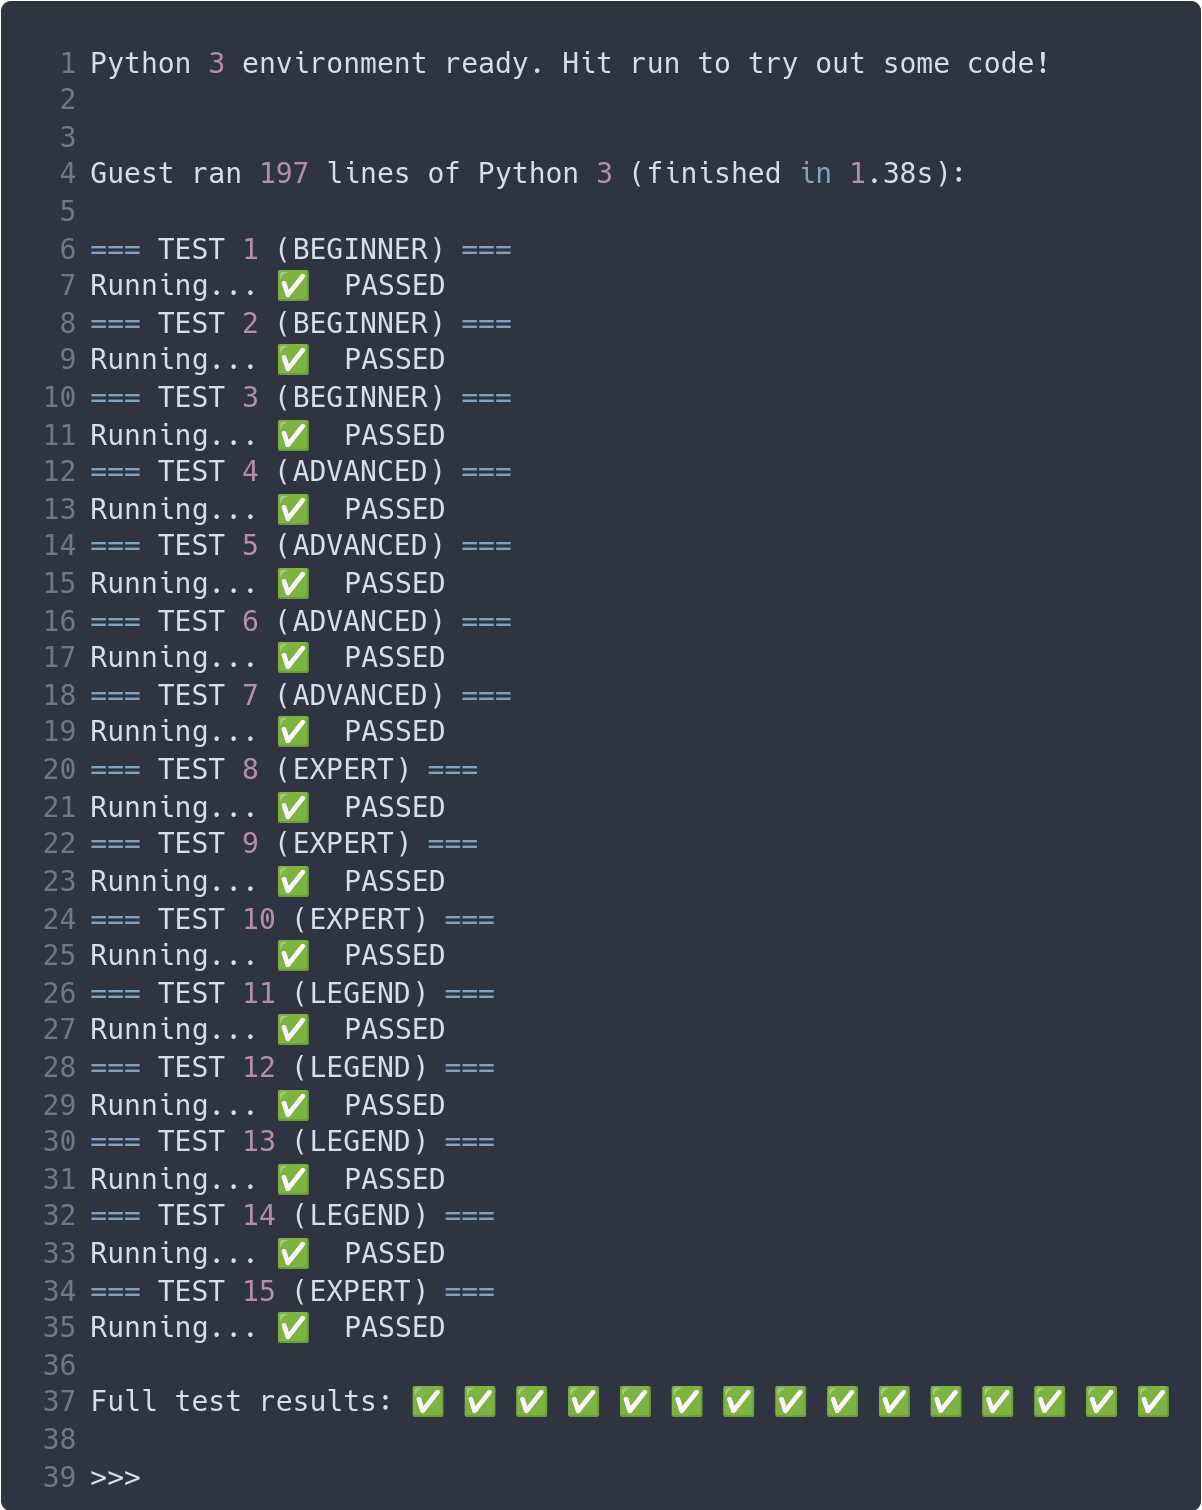 1 Python 3 environment ready. Hit run to try out some code!
2
3
4 Guest ran 197 lines of Python 3 (finished in 1.38s):
5
6 === TEST 1 (BEGINNER) ===
7 Running... ✅  PASSED
8 === TEST 2 (BEGINNER) ===
9 Running... ✅  PASSED
10 === TEST 3 (BEGINNER) ===
11 Running... ✅  PASSED
12 === TEST 4 (ADVANCED) ===
13 Running... ✅  PASSED
14 === TEST 5 (ADVANCED) ===
15 Running... ✅  PASSED
16 === TEST 6 (ADVANCED) ===
17 Running... ✅  PASSED
18 === TEST 7 (ADVANCED) ===
19 Running... ✅  PASSED
20 === TEST 8 (EXPERT) ===
21 Running... ✅  PASSED
22 === TEST 9 (EXPERT) ===
23 Running... ✅  PASSED
24 === TEST 10 (EXPERT) ===
25 Running... ✅  PASSED
26 === TEST 11 (LEGEND) ===
27 Running... ✅  PASSED
28 === TEST 12 (LEGEND) ===
29 Running... ✅  PASSED
30 === TEST 13 (LEGEND) ===
31 Running... ✅  PASSED
32 === TEST 14 (LEGEND) ===
33 Running... ✅  PASSED
34 === TEST 15 (EXPERT) ===
35 Running... ✅  PASSED
36
37 Full test results: ✅ ✅ ✅ ✅ ✅ ✅ ✅ ✅ ✅ ✅ ✅ ✅ ✅ ✅ ✅
38
39 >>>